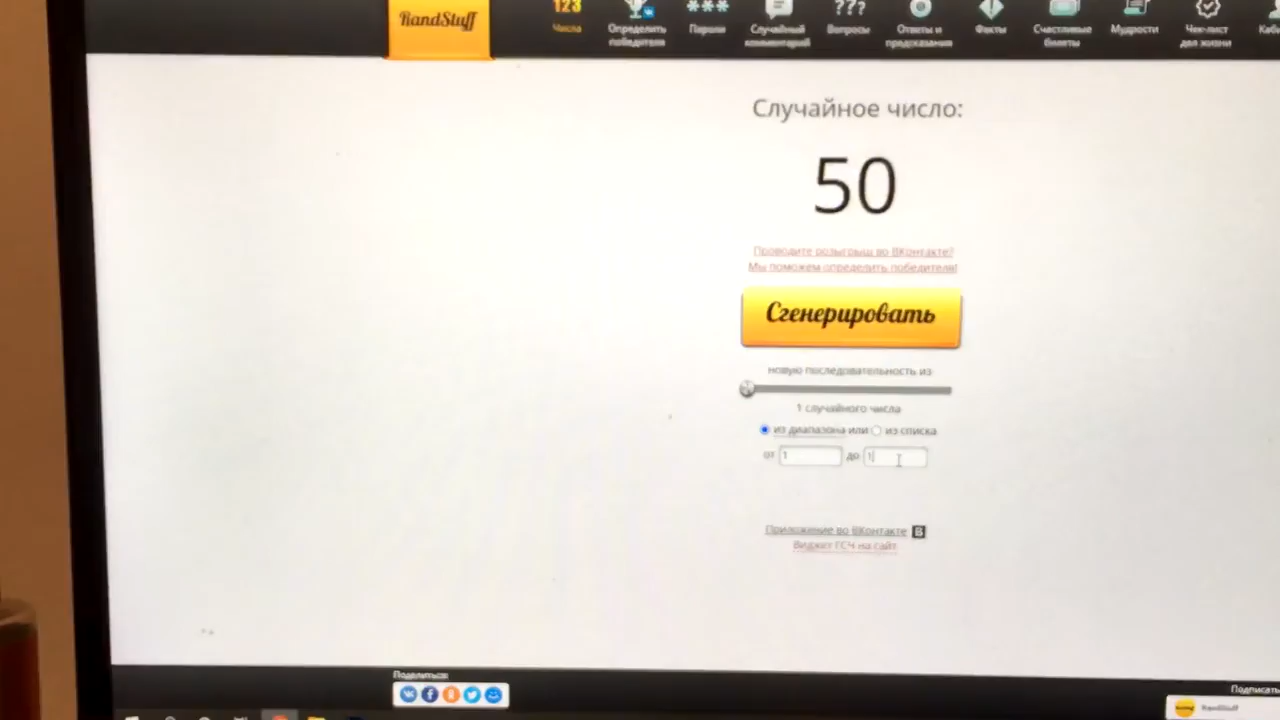 RandStuff
123
Числа
Определить
победителя
***
Пароли
Случайный
комментарий
???
Вопросы
Ответы и
предсказания
Факты
Счастливые
билеты
Мудрости
Чек-лист
дел жизни
Случайное число:
50
Проводите розыгрыш во ВКонтакте?
Мы поможем определить победителя!
Сгенерировать
новую последовательность из
1 случайного числа
из диапазона или из списка
от 1 до 1
Приложение во ВКонтакте B
Виджет ГСЧ на сайт
Поделиться:
RandStuff